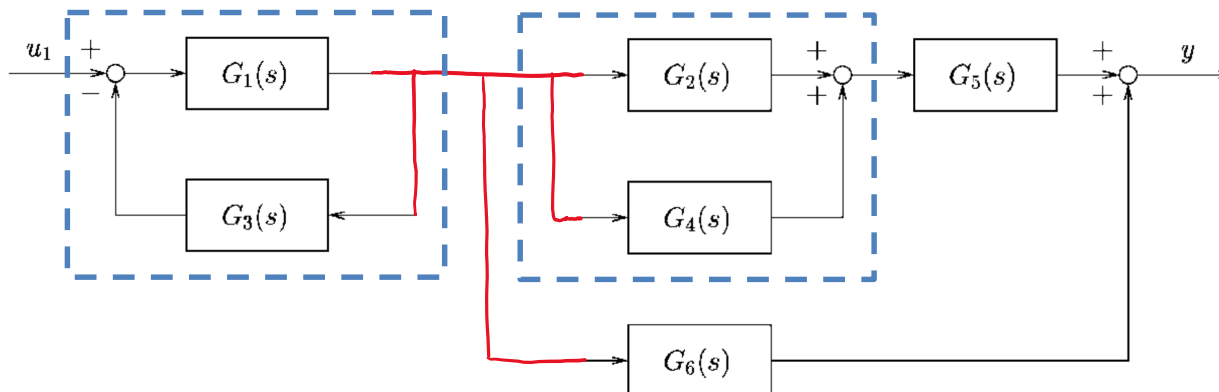 u₁ + G₁(s) G₂(s) + G₅(s) + y
− + +
G₃(s) G₄(s)
G₆(s)